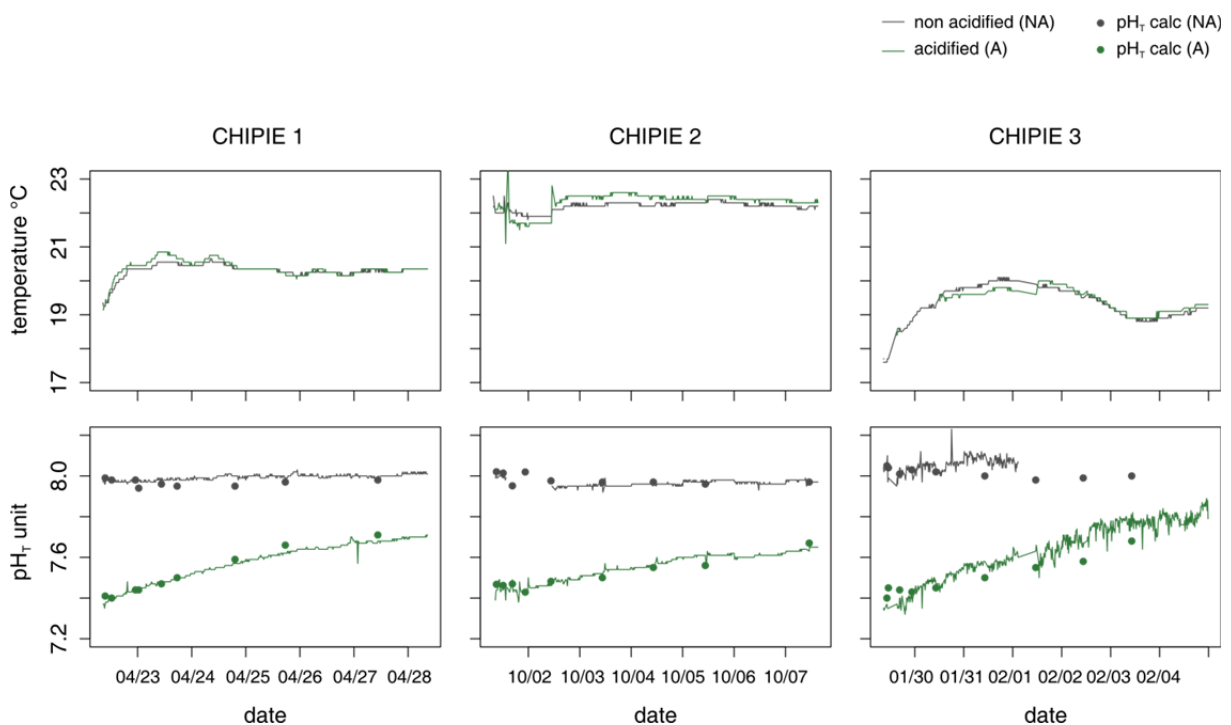 non acidified (NA) pH_T calc (NA)
acidified (A) pH_T calc (A)
CHIPIE 1 CHIPIE 2 CHIPIE 3
temperature °C
23
21
19
17
pH_T unit
8.0
7.6
7.2
04/23 04/24 04/25 04/26 04/27 04/28
10/02 10/03 10/04 10/05 10/06 10/07
01/30 01/31 02/01 02/02 02/03 02/04
date date date